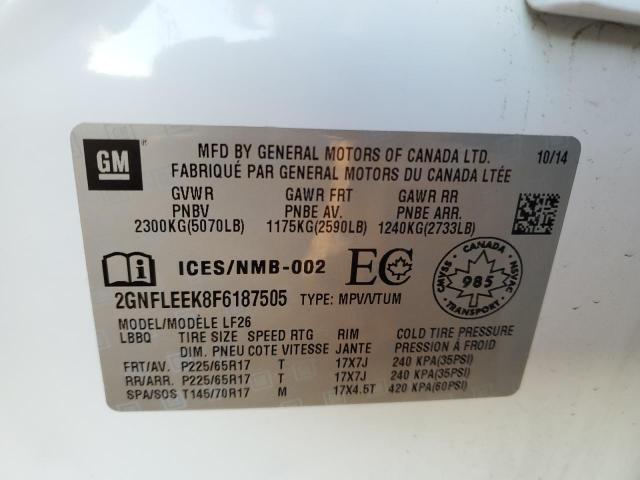 GM
MFD BY GENERAL MOTORS OF CANADA LTD. 10/14
FABRIQUÉ PAR GENERAL MOTORS DU CANADA LTÉE
GVWR GAWR FRT GAWR RR
PNBV PNBE AV. PNBE ARR.
2300KG(5070LB) 1175KG(2590LB) 1240KG(2733LB)
i ICES/NMB-002 EC
CANADA
CMVSS 985 NSVAC
TRANSPORT
2GNFLEEK8F6187505 TYPE: MPV/VTUM
MODEL/MODÈLE LF26
LBBQ TIRE SIZE SPEED RTG RIM COLD TIRE PRESSURE
DIM. PNEU COTE VITESSE JANTE PRESSION À FROID
FRT/AV. P225/65R17 T 17X7J 240 KPA(35PSI)
RR/ARR. P225/65R17 T 17X7J 240 KPA(35PSI)
SPA/SOS T145/70R17 M 17X4.5T 420 KPA(60PSI)